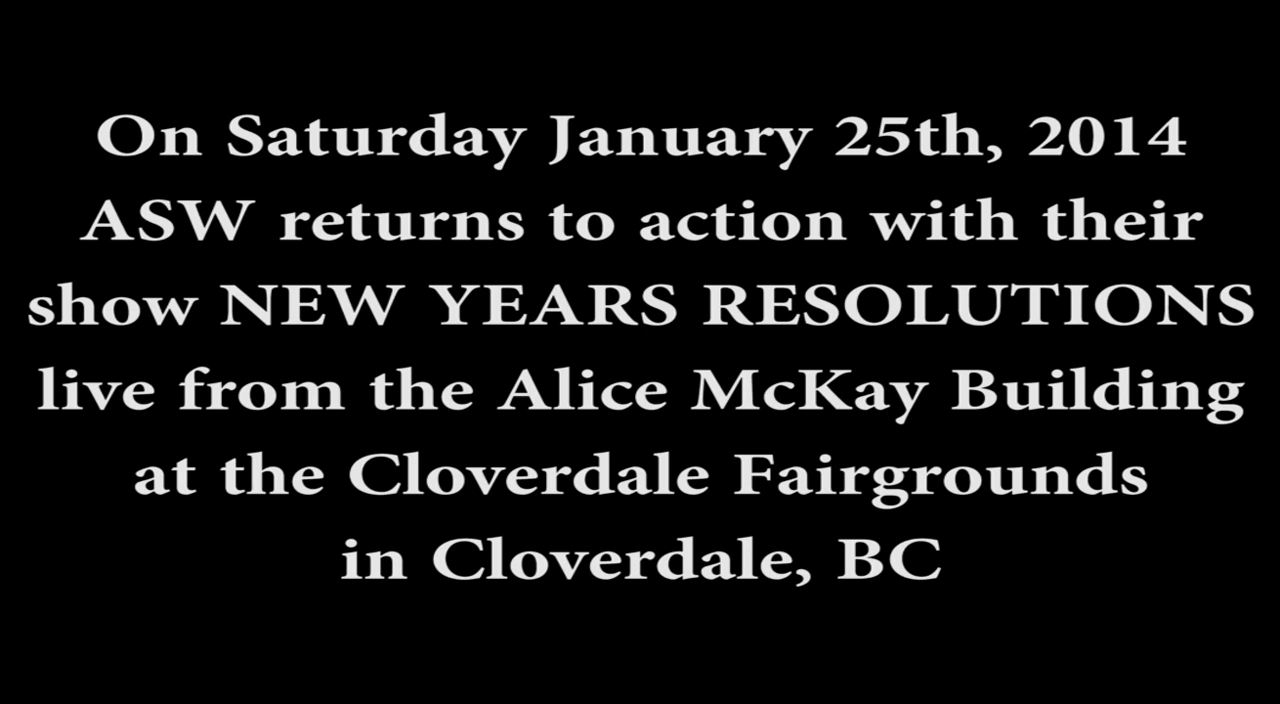 On Saturday January 25th, 2014
ASW returns to action with their
show NEW YEARS RESOLUTIONS
live from the Alice McKay Building
at the Cloverdale Fairgrounds
in Cloverdale, BC